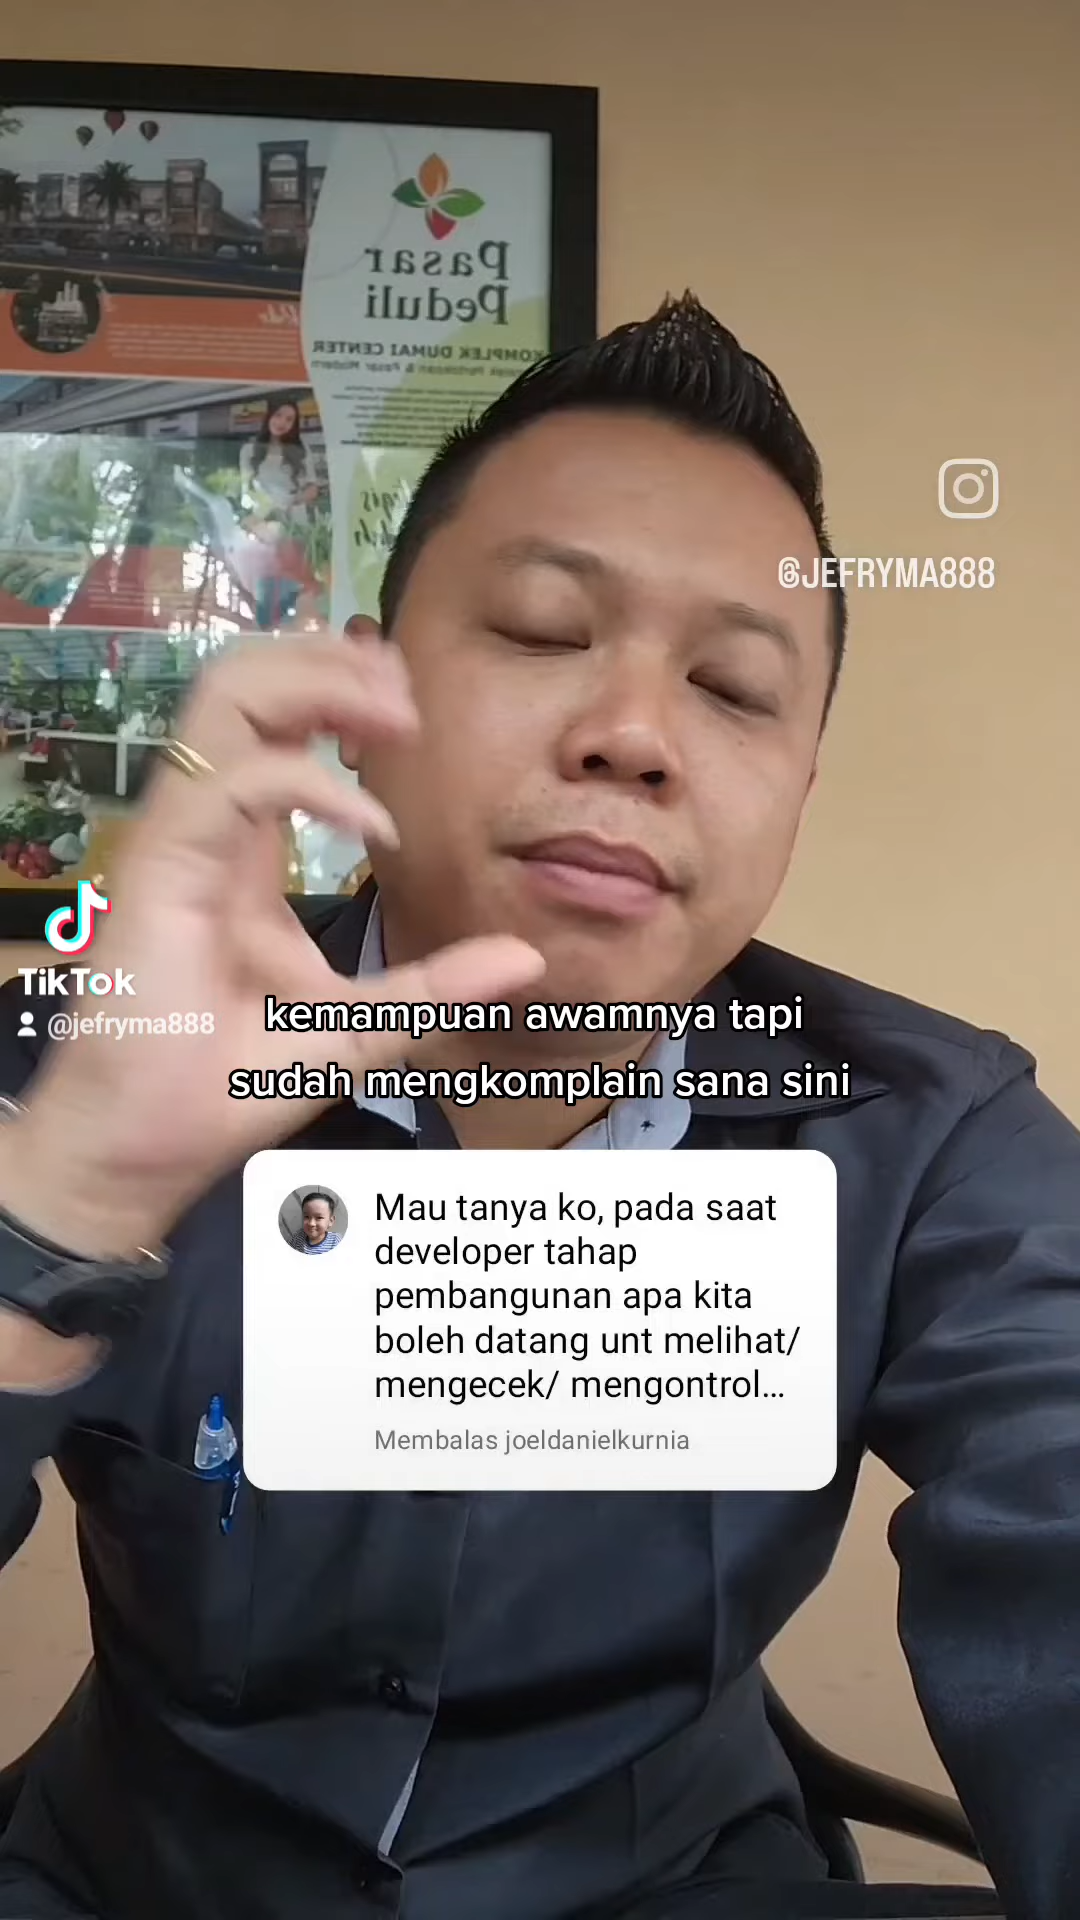 Pasar
Peduli
KOMPLEK DUMAI CENTER
@JEFRYMA888
TikTok
@jefryma888
kemampuan awamnya tapi
sudah mengkomplain sana sini
Mau tanya ko, pada saat
developer tahap
pembangunan apa kita
boleh datang unt melihat/
mengecek/ mengontrol...
Membalas joeldanielkurnia